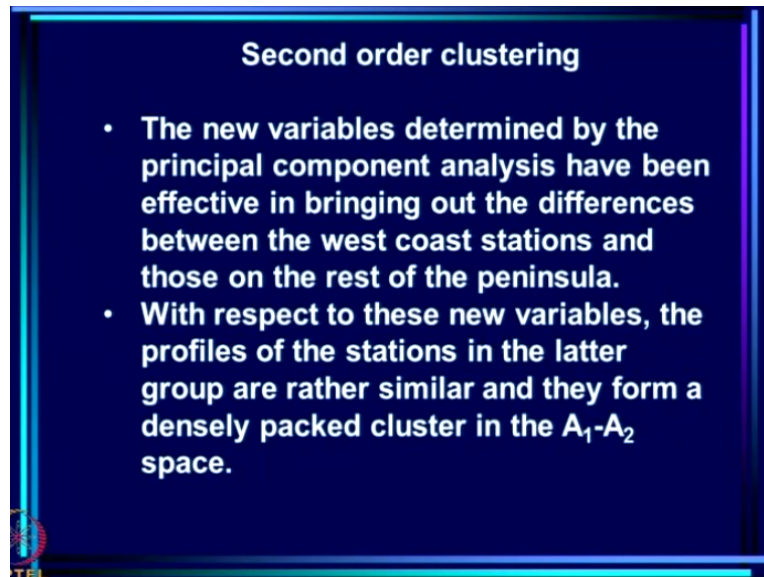 Second order clustering
• The new variables determined by the
principal component analysis have been
effective in bringing out the differences
between the west coast stations and
those on the rest of the peninsula.
• With respect to these new variables, the
profiles of the stations in the latter
group are rather similar and they form a
densely packed cluster in the A₁-A₂
space.
PTEL